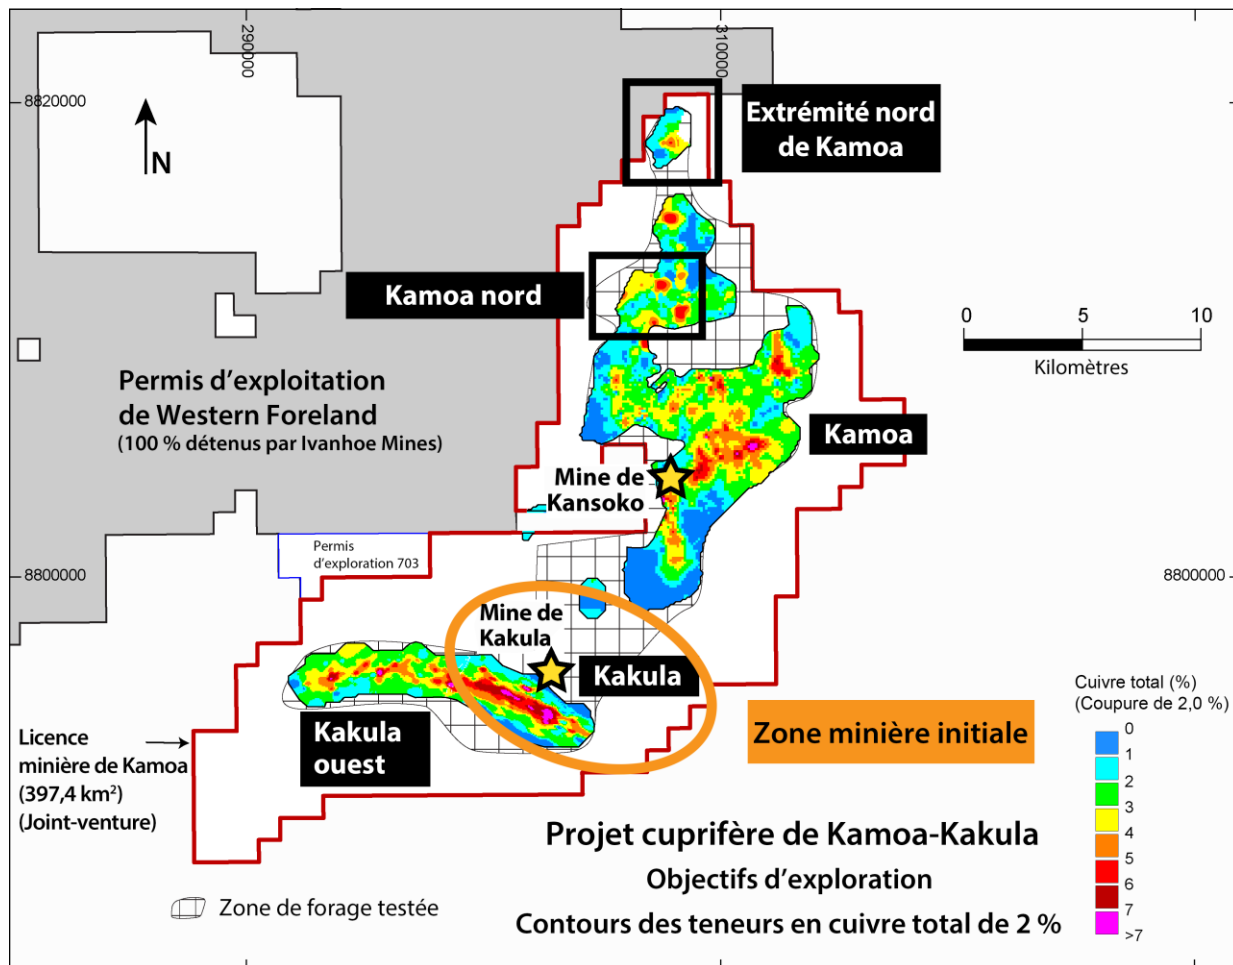 290000
310000
8820000
Extrémité nord
de Kamoa
N
Kamoa nord
0 5 10
Kilomètres
Permis d'exploitation
de Western Foreland
(100 % détenus par Ivanhoe Mines)
Kamoa
Mine de
Kansoko
Permis
d'exploration 703
8800000
8800000
Mine de
Kakula
Kakula
Kakula
ouest
Zone minière initiale
Licence
minière de Kamoa
(397,4 km²)
(Joint-venture)
Cuivre total (%)
(Coupure de 2,0 %)
0
1
2
3
4
5
6
7
>7
Projet cuprifère de Kamoa-Kakula
Objectifs d'exploration
Contours des teneurs en cuivre total de 2 %
Zone de forage testée